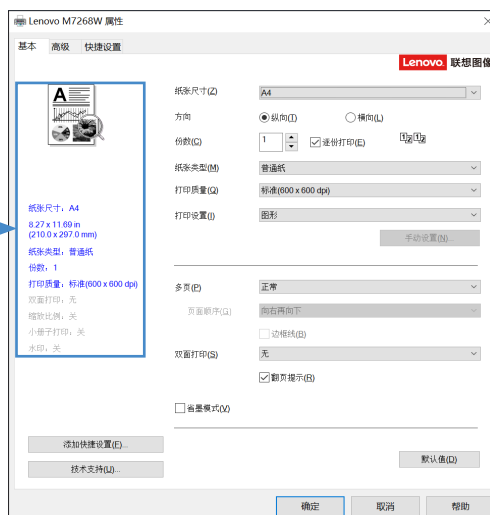 Lenovo M7268W 属性
基本 高级 快捷设置
Lenovo 联想图像
纸张尺寸(Z) A4
方向 纵向(T) 横向(L)
份数(C) 1 逐份打印(E) 1 2 1 2
纸张类型(M) 普通纸
打印质量(Q) 标准(600 x 600 dpi)
打印设置(I) 图形
手动设置(N)...
纸张尺寸: A4
8.27 x 11.69 in
(210.0 x 297.0 mm)
纸张类型: 普通纸
份数: 1
打印质量: 标准(600 x 600 dpi)
双面打印: 无
缩放比例: 关
小册子打印: 关
水印: 关
多页(P) 正常
页面顺序(G) 向右再向下
边框线(B)
双面打印(S) 无
翻页提示(R)
省墨模式(V)
添加快捷设置(F)...
技术支持(U)...
默认值(D)
确定 取消 帮助